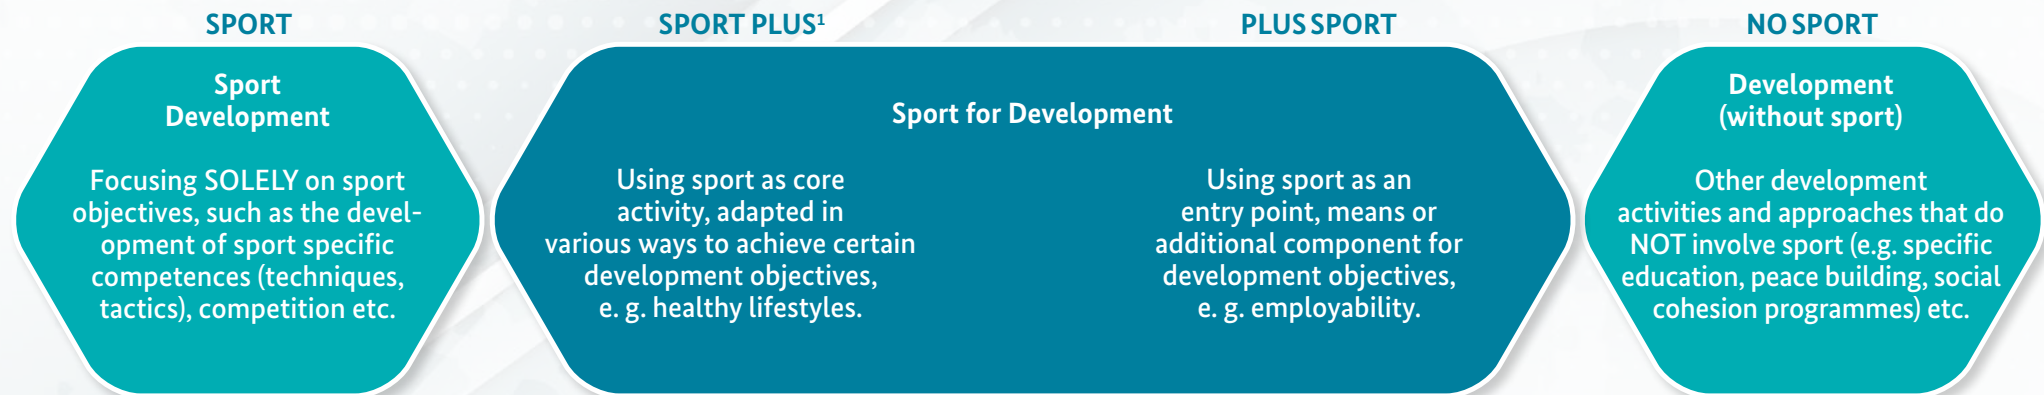 SPORT
SPORT PLUS¹
PLUS SPORT
NO SPORT
Sport
Development
Focusing SOLELY on sport
objectives, such as the devel-
opment of sport specific
competences (techniques,
tactics), competition etc.
Sport for Development
Using sport as core
activity, adapted in
various ways to achieve certain
development objectives,
e. g. healthy lifestyles.
Using sport as an
entry point, means or
additional component for
development objectives,
e. g. employability.
Development
(without sport)
Other development
activities and approaches that do
NOT involve sport (e.g. specific
education, peace building, social
cohesion programmes) etc.